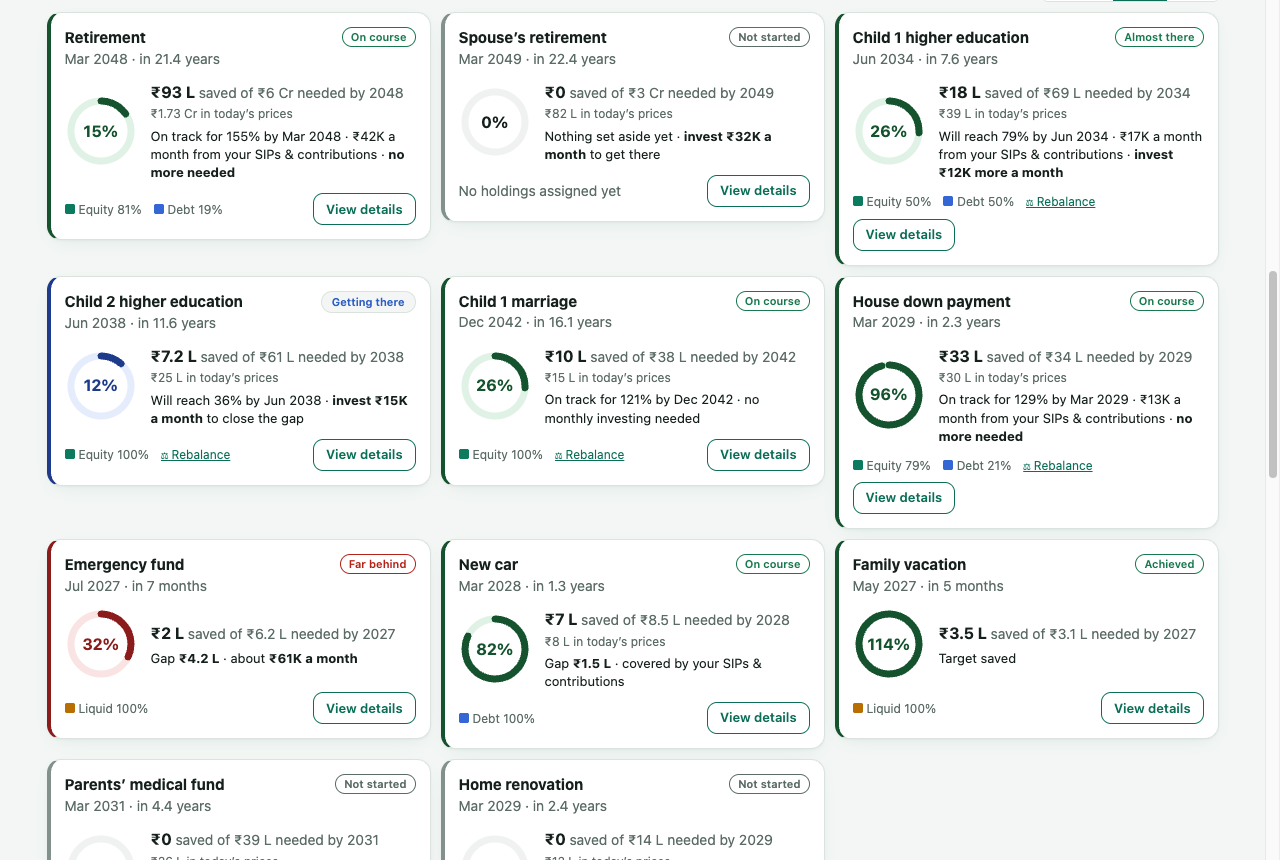 Retirement
On course
Mar 2048 · in 21.4 years
15%
₹93 L saved of ₹6 Cr needed by 2048
₹1.73 Cr in today's prices
On track for 155% by Mar 2048 · ₹42K a
month from your SIPs & contributions · no
more needed
Equity 81% Debt 19%
View details
Spouse's retirement
Not started
Mar 2049 · in 22.4 years
0%
₹0 saved of ₹3 Cr needed by 2049
₹82 L in today's prices
Nothing set aside yet · invest ₹32K a
month to get there
No holdings assigned yet
View details
Child 1 higher education
Almost there
Jun 2034 · in 7.6 years
26%
₹18 L saved of ₹69 L needed by 2034
₹39 L in today's prices
Will reach 79% by Jun 2034 · ₹17K a month
from your SIPs & contributions · invest
₹12K more a month
Equity 50% Debt 50% ⚖ Rebalance
View details
Child 2 higher education
Getting there
Jun 2038 · in 11.6 years
12%
₹7.2 L saved of ₹61 L needed by 2038
₹25 L in today's prices
Will reach 36% by Jun 2038 · invest ₹15K
a month to close the gap
Equity 100% ⚖ Rebalance
View details
Child 1 marriage
On course
Dec 2042 · in 16.1 years
26%
₹10 L saved of ₹38 L needed by 2042
₹15 L in today's prices
On track for 121% by Dec 2042 · no
monthly investing needed
Equity 100% ⚖ Rebalance
View details
House down payment
On course
Mar 2029 · in 2.3 years
96%
₹33 L saved of ₹34 L needed by 2029
₹30 L in today's prices
On track for 129% by Mar 2029 · ₹13K a
month from your SIPs & contributions · no
more needed
Equity 79% Debt 21% ⚖ Rebalance
View details
Emergency fund
Far behind
Jul 2027 · in 7 months
32%
₹2 L saved of ₹6.2 L needed by 2027
Gap ₹4.2 L · about ₹61K a month
Liquid 100%
View details
New car
On course
Mar 2028 · in 1.3 years
82%
₹7 L saved of ₹8.5 L needed by 2028
₹8 L in today's prices
Gap ₹1.5 L · covered by your SIPs &
contributions
Debt 100%
View details
Family vacation
Achieved
May 2027 · in 5 months
114%
₹3.5 L saved of ₹3.1 L needed by 2027
Target saved
Liquid 100%
View details
Parents' medical fund
Not started
Mar 2031 · in 4.4 years
₹0 saved of ₹39 L needed by 2031
Home renovation
Not started
Mar 2029 · in 2.4 years
₹0 saved of ₹14 L needed by 2029